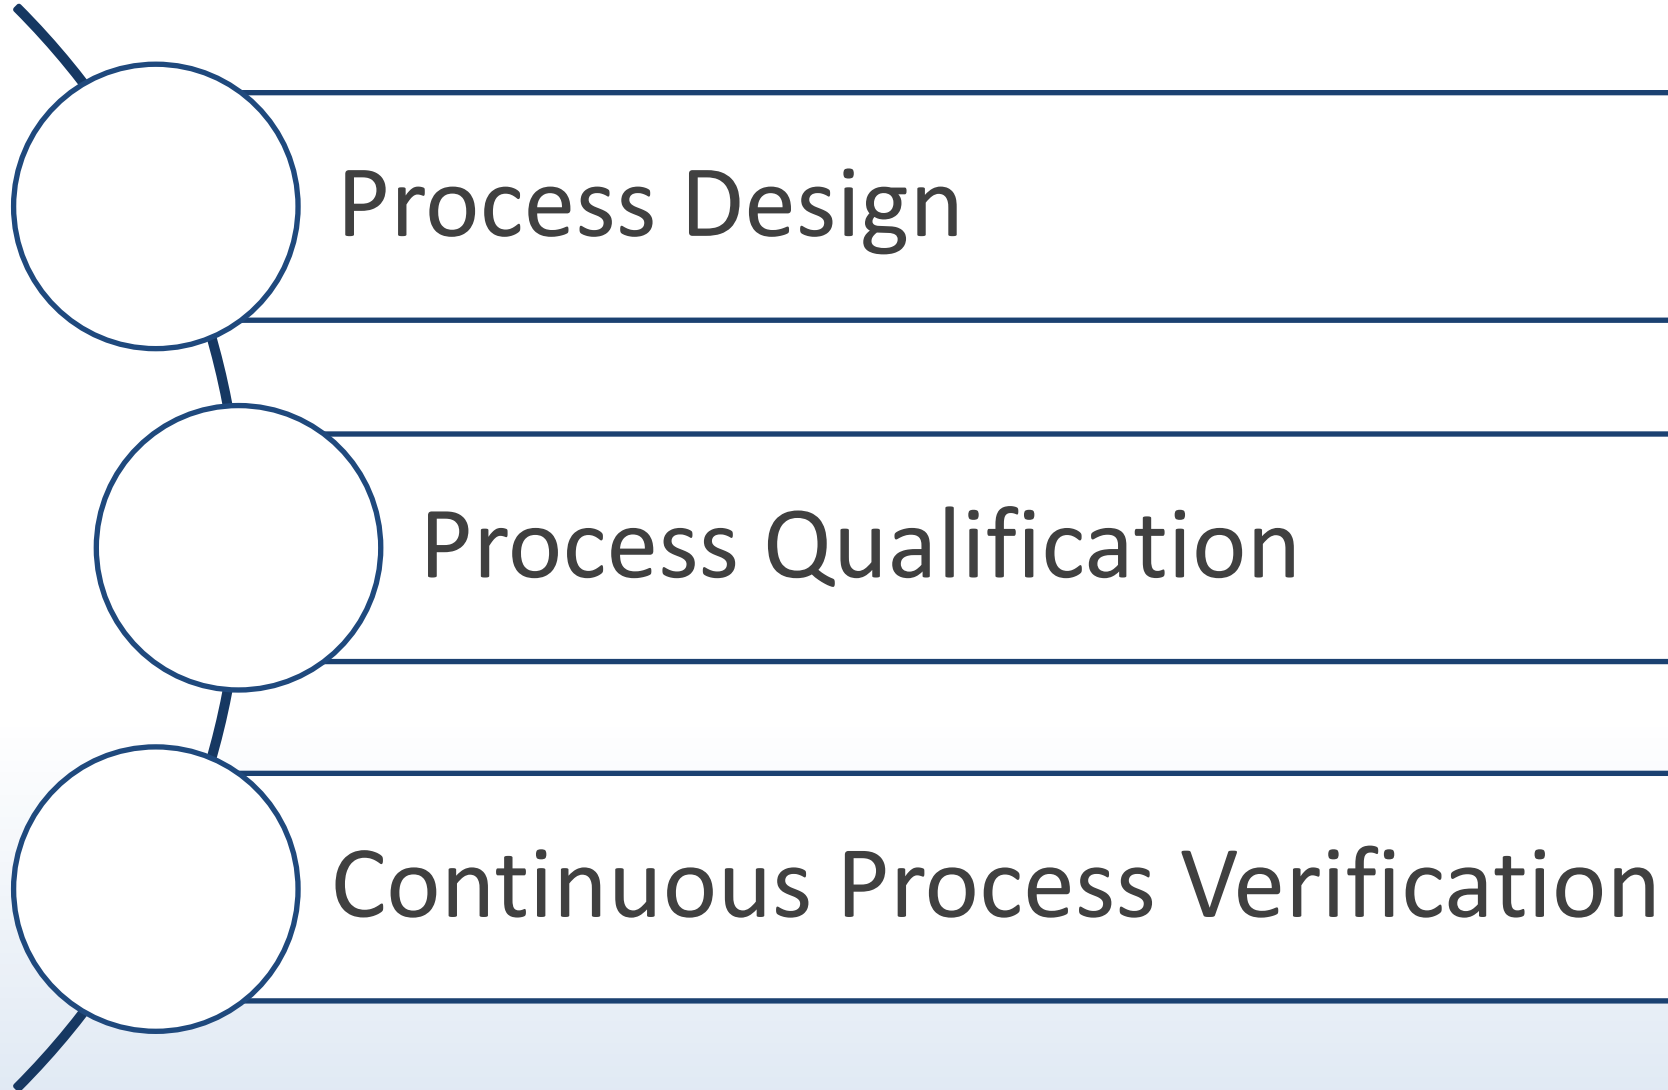 Process Design
Process Qualification
Continuous Process Verification